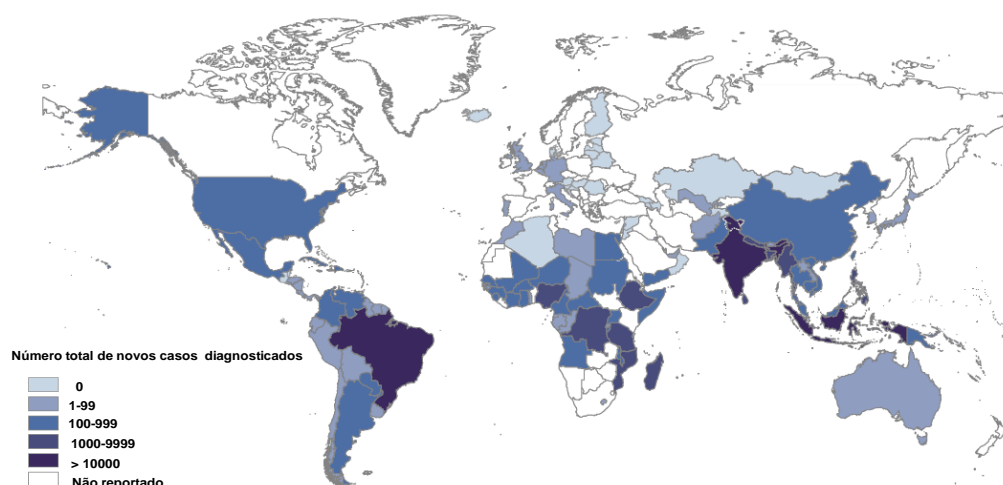 Número total de novos casos diagnosticados
0
1-99
100-999
1000-9999
> 10000
Não reportado